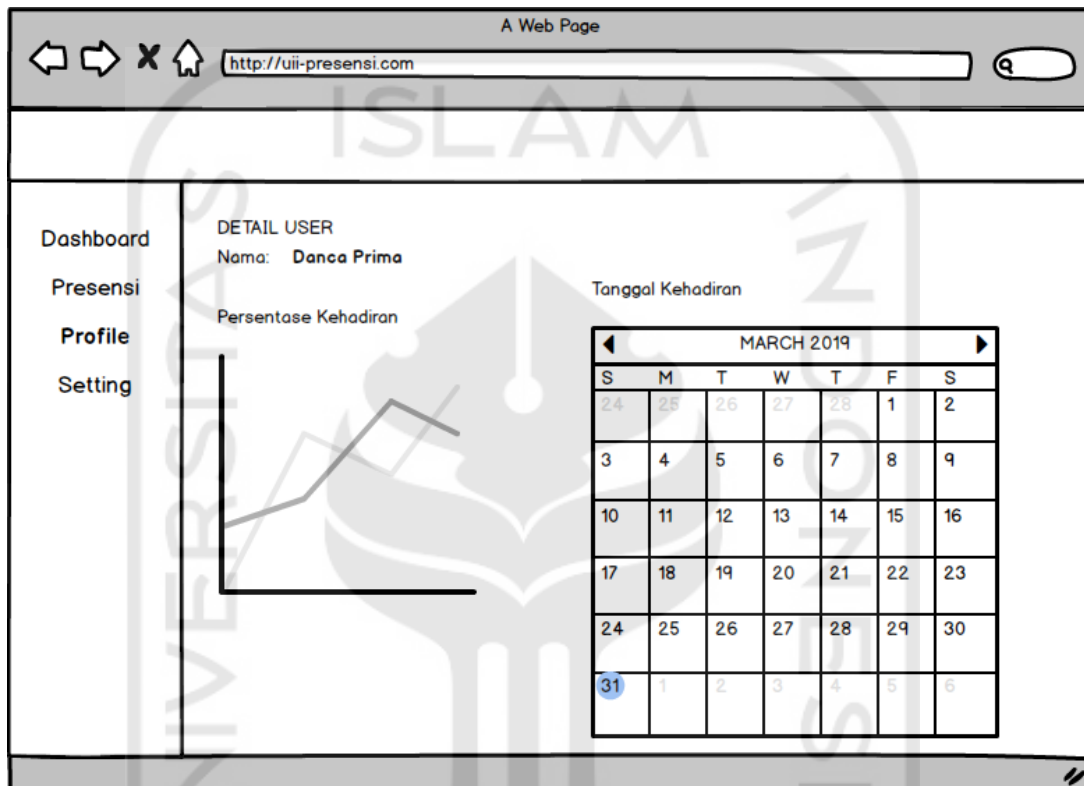 A Web Page
http://uii-presensi.com
ISLAM
UNIVERSITAS
INDONESIA
Dashboard
Presensi
Profile
Setting
DETAIL USER
Nama: Danca Prima
Persentase Kehadiran
Tanggal Kehadiran
MARCH 2019
S M T W T F S
24 25 26 27 28 1 2
3 4 5 6 7 8 9
10 11 12 13 14 15 16
17 18 19 20 21 22 23
24 25 26 27 28 29 30
31 1 2 3 4 5 6